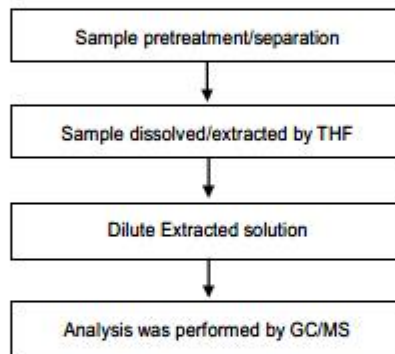 Sample pretreatment/separation
Sample dissolved/extracted by THF
Dilute Extracted solution
Analysis was performed by GC/MS